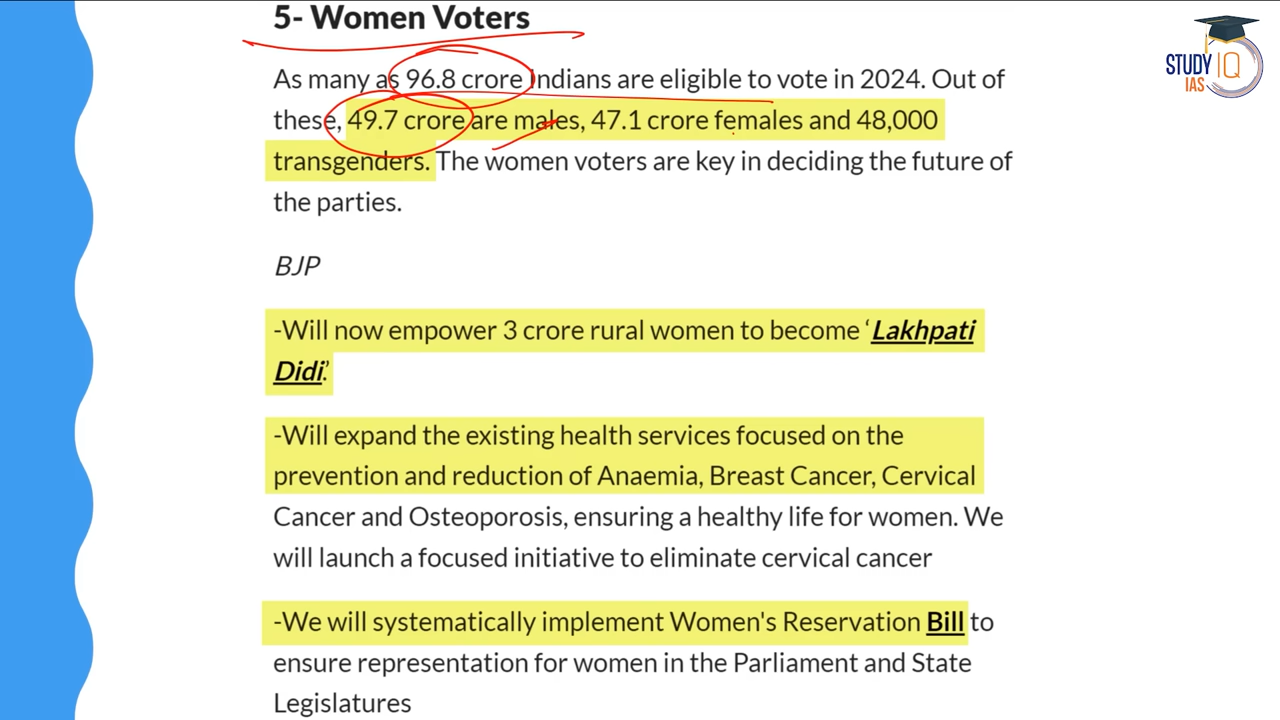 5- Women Voters
STUDY IQ
IAS
As many as 96.8 crore Indians are eligible to vote in 2024. Out of
these, 49.7 crore are males, 47.1 crore females and 48,000
transgenders. The women voters are key in deciding the future of
the parties.
BJP
-Will now empower 3 crore rural women to become ‘Lakhpati
Didi’.
-Will expand the existing health services focused on the
prevention and reduction of Anaemia, Breast Cancer, Cervical
Cancer and Osteoporosis, ensuring a healthy life for women. We
will launch a focused initiative to eliminate cervical cancer
-We will systematically implement Women's Reservation Bill to
ensure representation for women in the Parliament and State
Legislatures